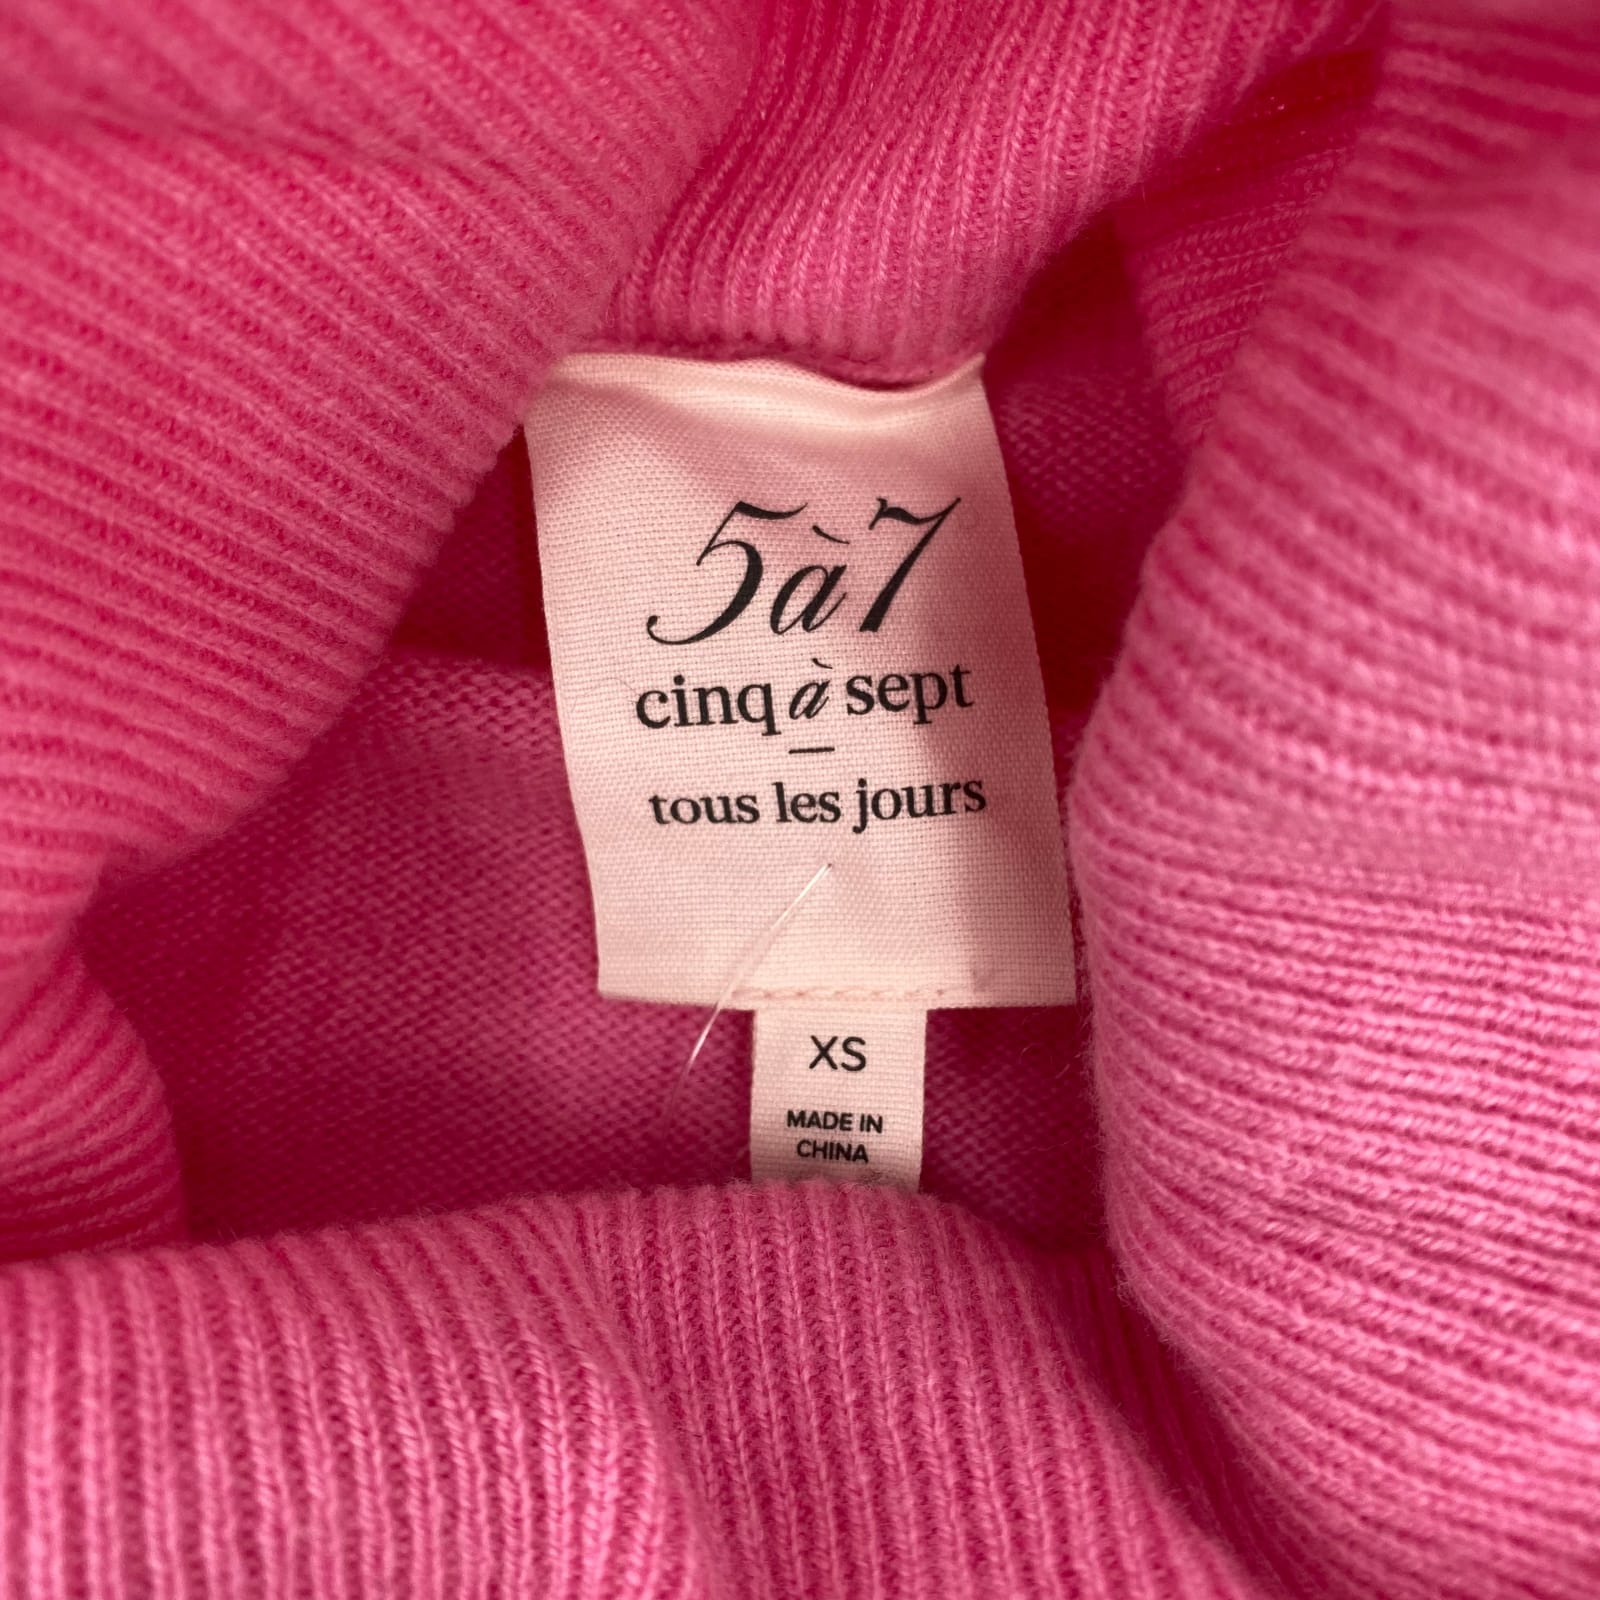 5à7
cinq à sept
—
tous les jours
XS
MADE IN
CHINA